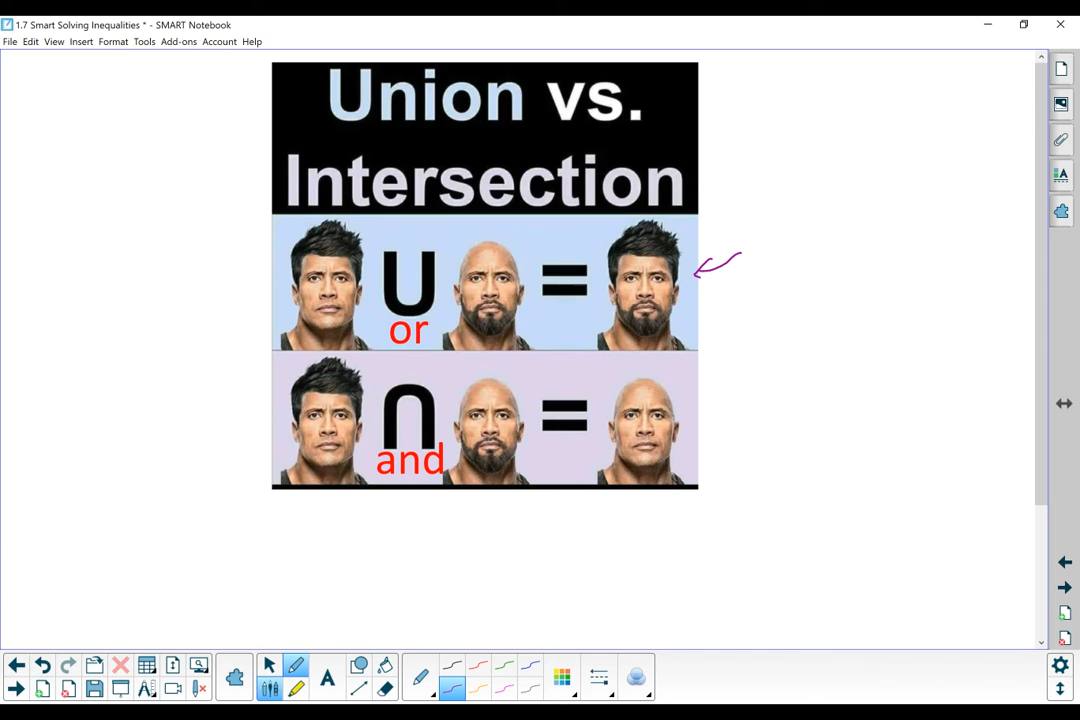 1.7 Smart Solving Inequalities * - SMART Notebook
File Edit View Insert Format Tools Add-ons Account Help
Union vs.
Intersection
U
=
or
∩
=
and